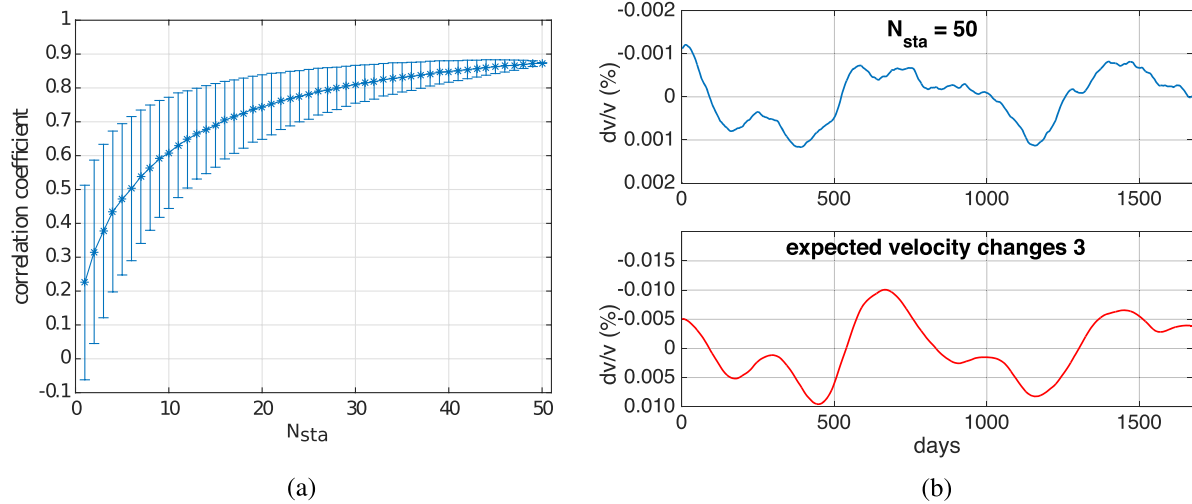 1
0.9
0.8
0.7
0.6
0.5
0.4
0.3
0.2
0.1
0
-0.1
correlation coefficient
0 10 20 30 40 50
Nsta
(a)
-0.002
-0.001
0
0.001
0.002
dv/v (%)
Nsta = 50
0 500 1000 1500
-0.015
-0.010
-0.005
0
0.005
0.010
dv/v (%)
expected velocity changes 3
0 500 1000 1500
days
(b)